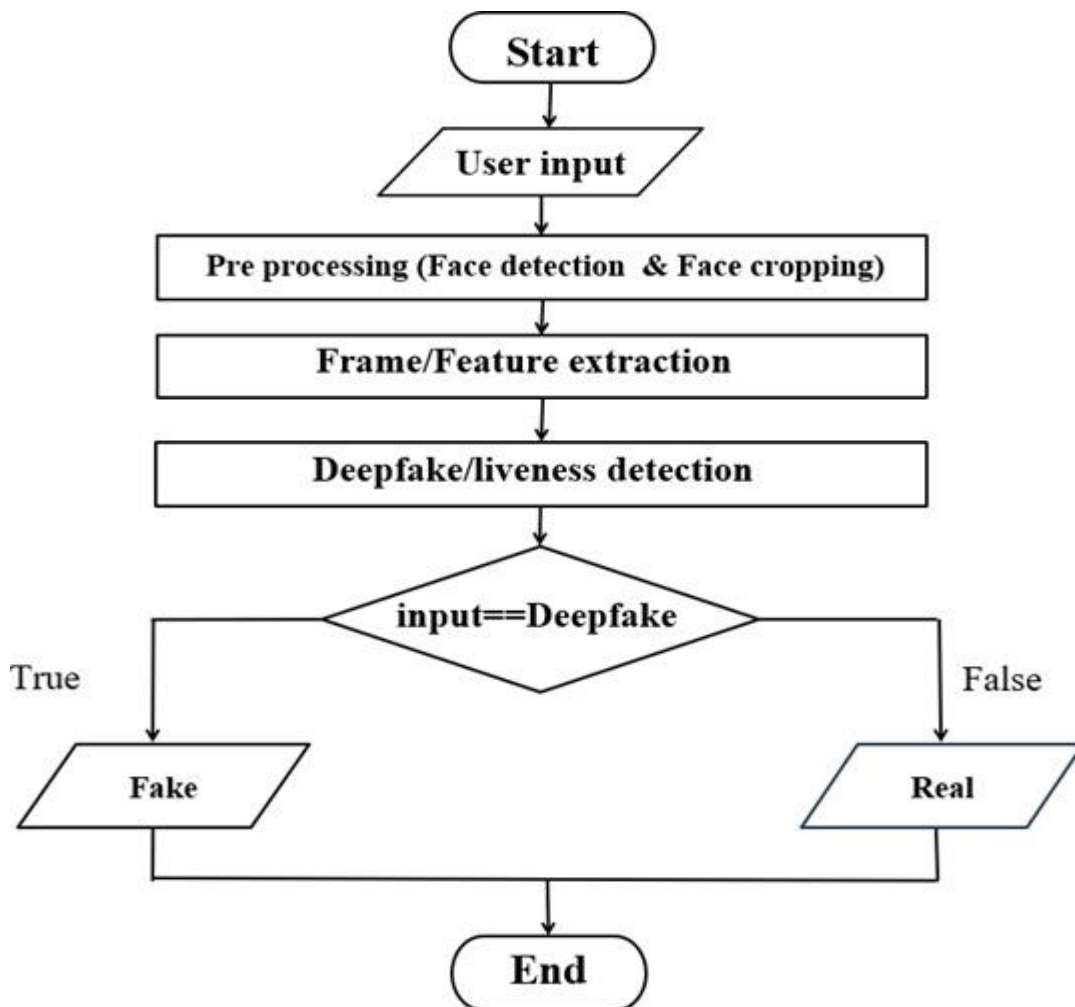 Start
User input
Pre processing (Face detection & Face cropping)
Frame/Feature extraction
Deepfake/liveness detection
input==Deepfake
True
False
Fake
Real
End